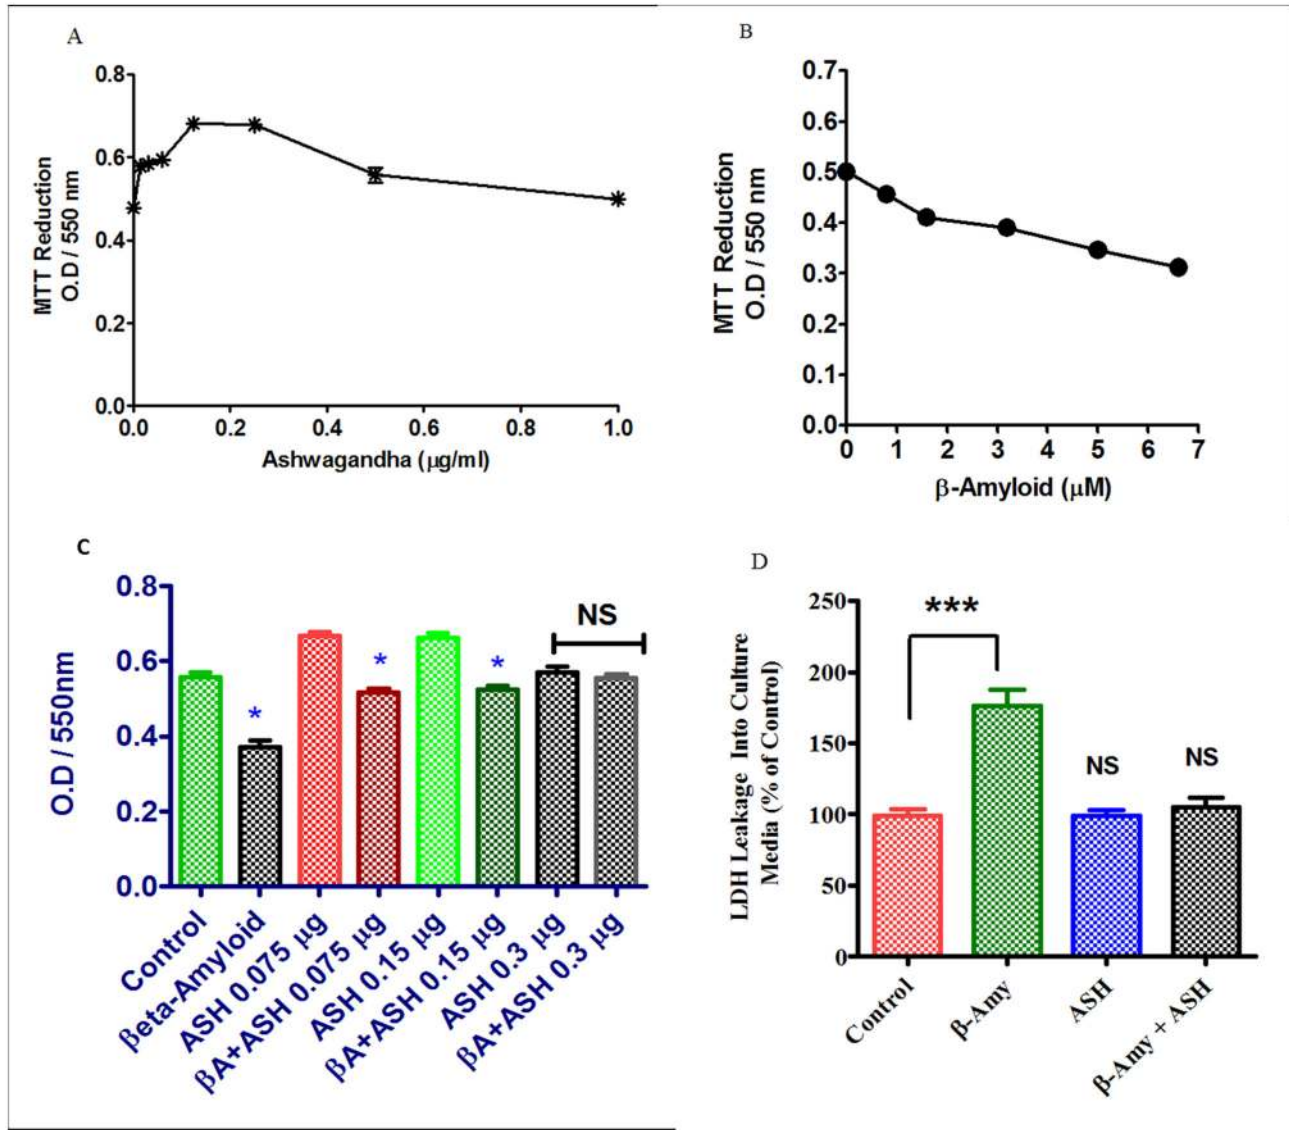 A
MTT Reduction
O.D / 550 nm
0.8
0.6
0.4
0.2
0.0
0.0 0.2 0.4 0.6 0.8 1.0
Ashwagandha (μg/ml)
B
MTT Reduction
O.D / 550 nm
0.7
0.6
0.5
0.4
0.3
0.2
0.1
0.0
0 1 2 3 4 5 6 7
β-Amyloid (μM)
C
O.D / 550nm
0.8
0.6
0.4
0.2
0.0
*
*
*
NS
Control
βeta-Amyloid
ASH 0.075 μg
βA+ASH 0.075 μg
ASH 0.15 μg
βA+ASH 0.15 μg
ASH 0.3 μg
βA+ASH 0.3 μg
D
LDH Leakage Into Culture
Media (% of Control)
250
200
150
100
50
0
***
NS
NS
Control
β-Amy
ASH
β-Amy + ASH